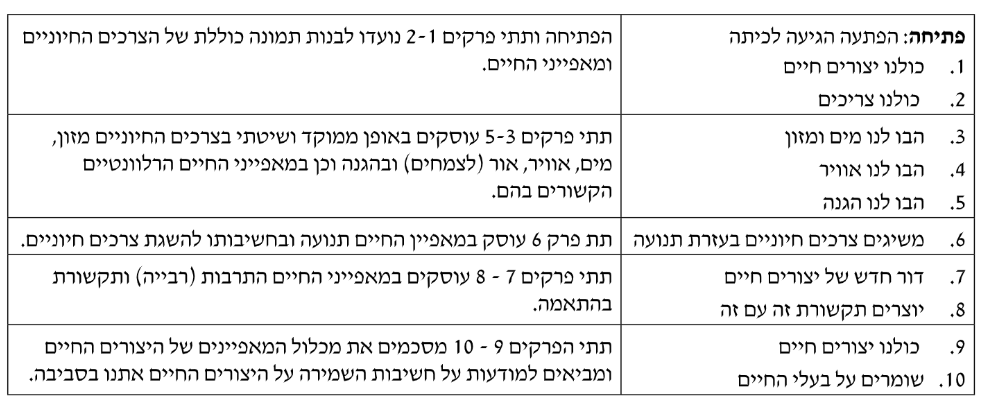 פתיחה: הפתעה הגיעה לכיתה
1. כולנו יצורים חיים
2. כולנו צריכים
הפתיחה ותתי פרקים 2-1 נועדו לבנות תמונה כוללת של הצרכים החיוניים
ומאפייני החיים.
3. הבו לנו מים ומזון
4. הבו לנו אוויר
5. הבו לנו הגנה
תתי פרקים 5-3 עוסקים באופן ממוקד ושיטתי בצרכים החיוניים מזון,
מים, אוויר, אור (לצמחים) ובהגנה וכן במאפייני החיים הרלוונטיים
הקשורים בהם.
6. משיגים צרכים חיוניים בעזרת תנועה
תת פרק 6 עוסק במאפיין החיים תנועה ובחשיבותו להשגת צרכים חיוניים.
7. דור חדש של יצורים חיים
8. יוצרים תקשורת זה עם זה
תתי פרקים 7 - 8 עוסקים במאפייני החיים התרבות (רבייה) ותקשורת
בהתאמה.
9. כולנו יצורים חיים
10. שומרים על בעלי החיים
תתי הפרקים 9 - 10 מסכמים את מכלול המאפיינים של היצורים החיים
ומביאים למודעות על חשיבות השמירה על היצורים החיים אתנו בסביבה.